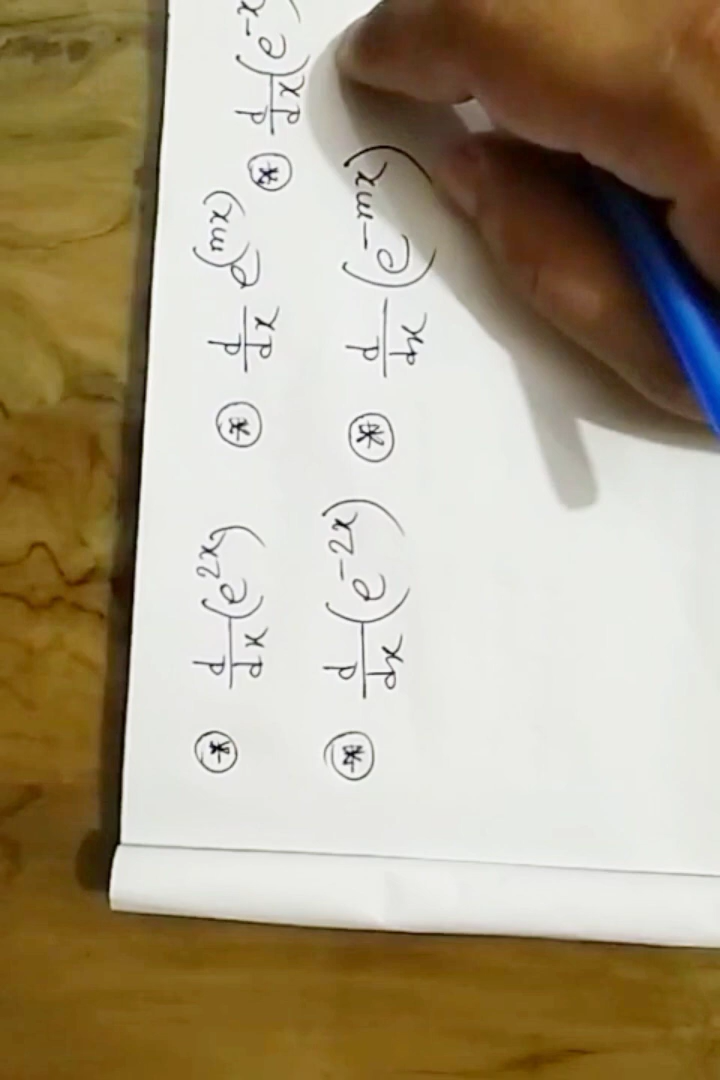 ⊛ d/dx (e^{2x}) ⊛ d/dx e^{(mx)} ⊛ d/dx (e^{-x}
⊛ d/dx (e^{-2x}) ⊛ d/dx (e^{-mx})